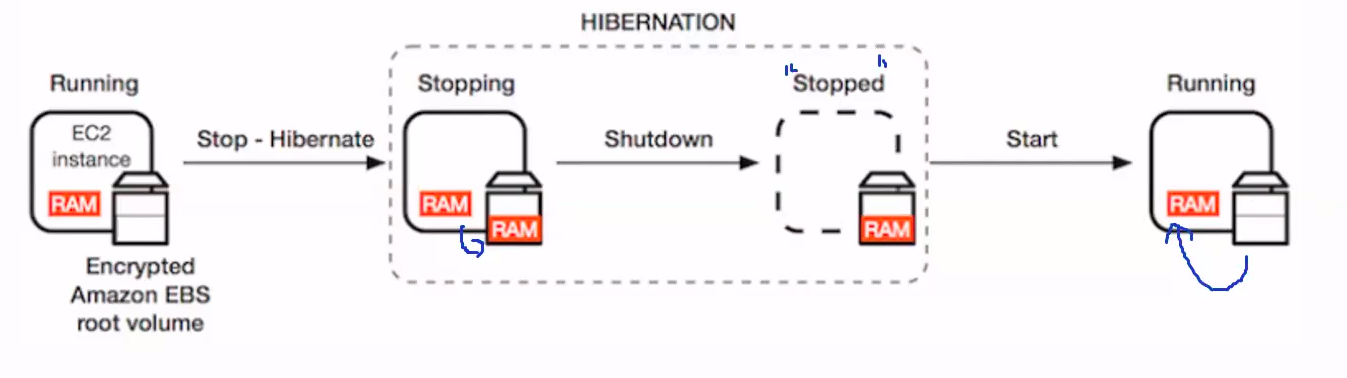 HIBERNATION
Running
Stopping
"Stopped"
Running
EC2
instance
Stop - Hibernate
Shutdown
Start
RAM
RAM
RAM
RAM
RAM
Encrypted
Amazon EBS
root volume